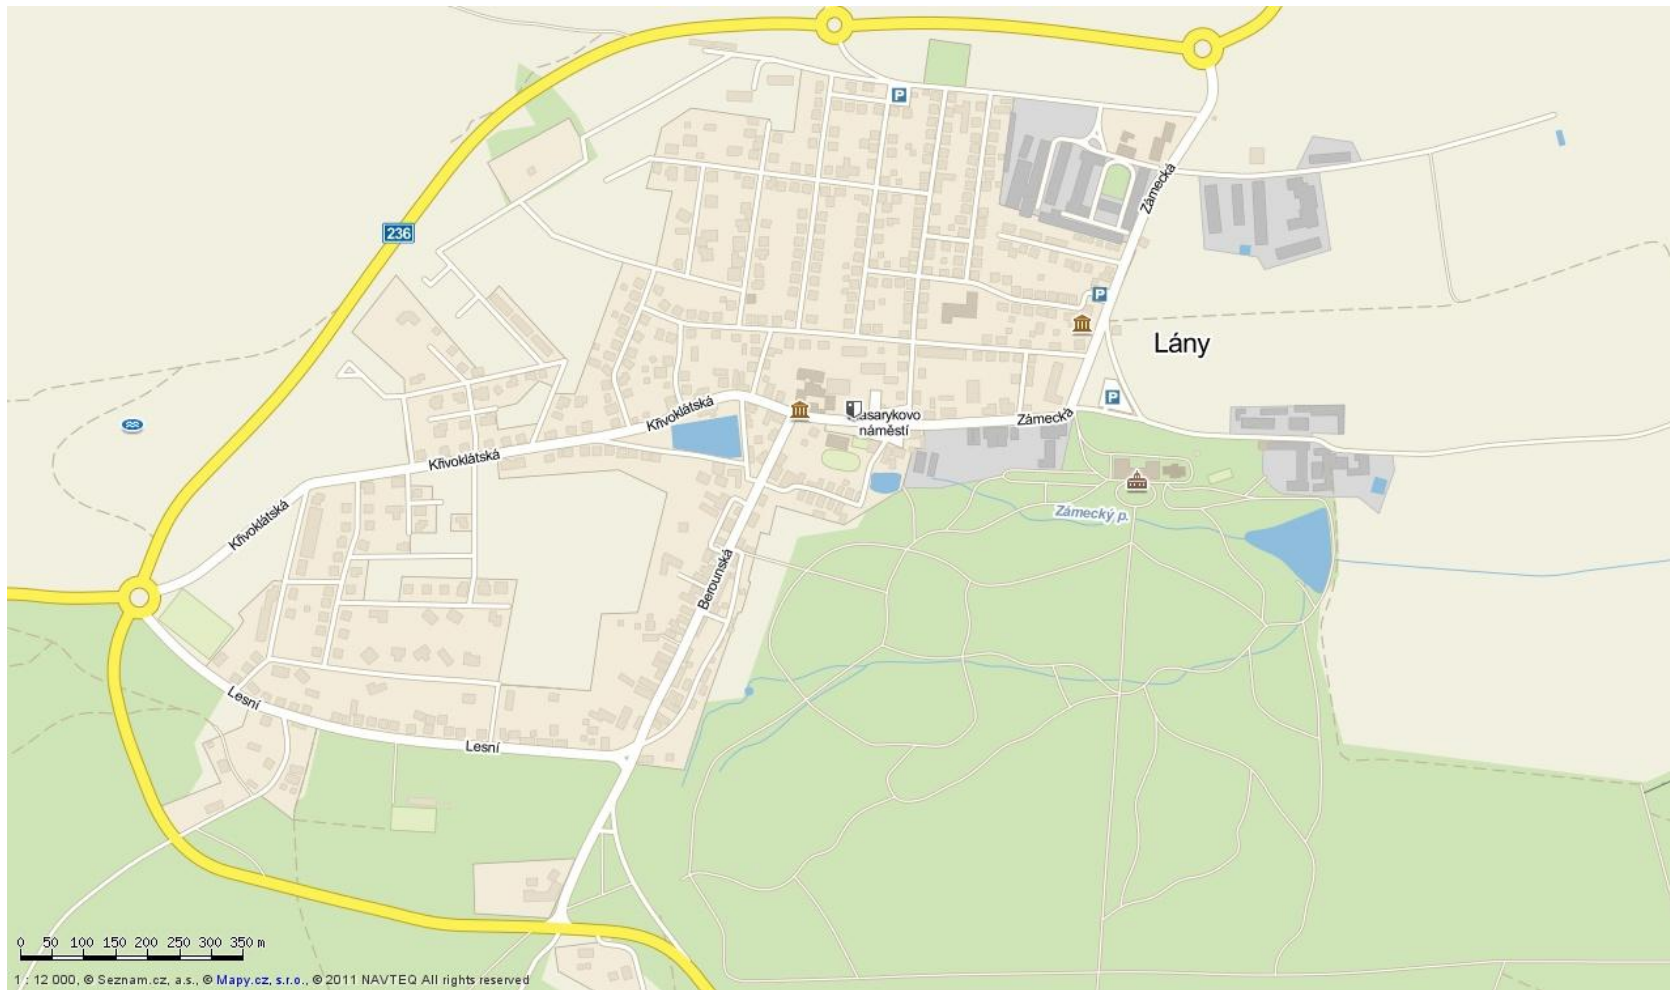 P
Zámecká
236
P
Lány
P
Křivoklátská
asarykovo
náměstí
Zámecká
Křivoklátská
Křivoklátská
Zámecký p.
Berounská
Lesní
Lesní
0 50 100 150 200 250 300 350 m
1 : 12 000, © Seznam.cz, a.s., © Mapy.cz, s.r.o., © 2011 NAVTEQ All rights reserved